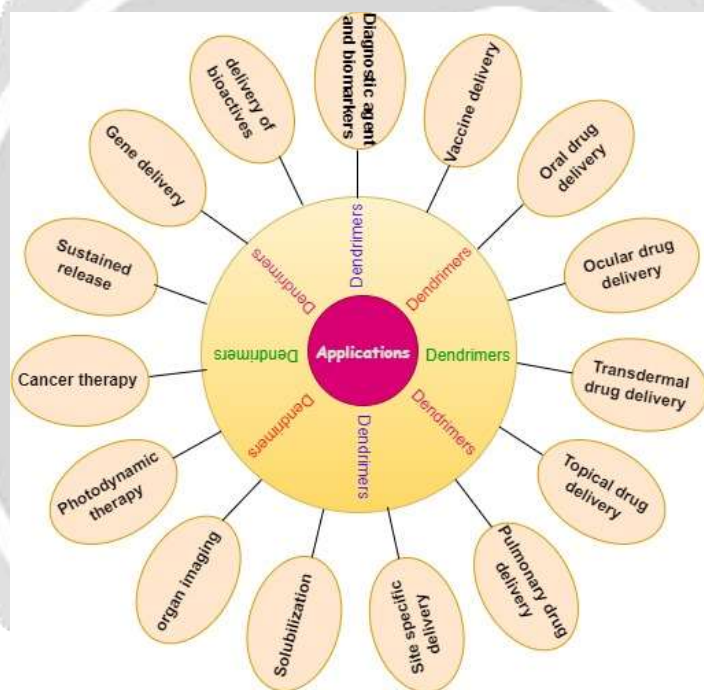 Diagnostic agent
and biomarkers
Vaccine delivery
Oral drug
delivery
Ocular drug
delivery
Transdermal
drug delivery
Topical drug
delivery
Pulmonary drug
delivery
Site specific
delivery
Solubilization
organ imaging
Photodynamic
therapy
Cancer therapy
Sustained
release
Gene delivery
delivery of
bioactives
Dendrimers
Dendrimers
Dendrimers
Dendrimers
Dendrimers
Dendrimers
Dendrimers
Dendrimers
Applications